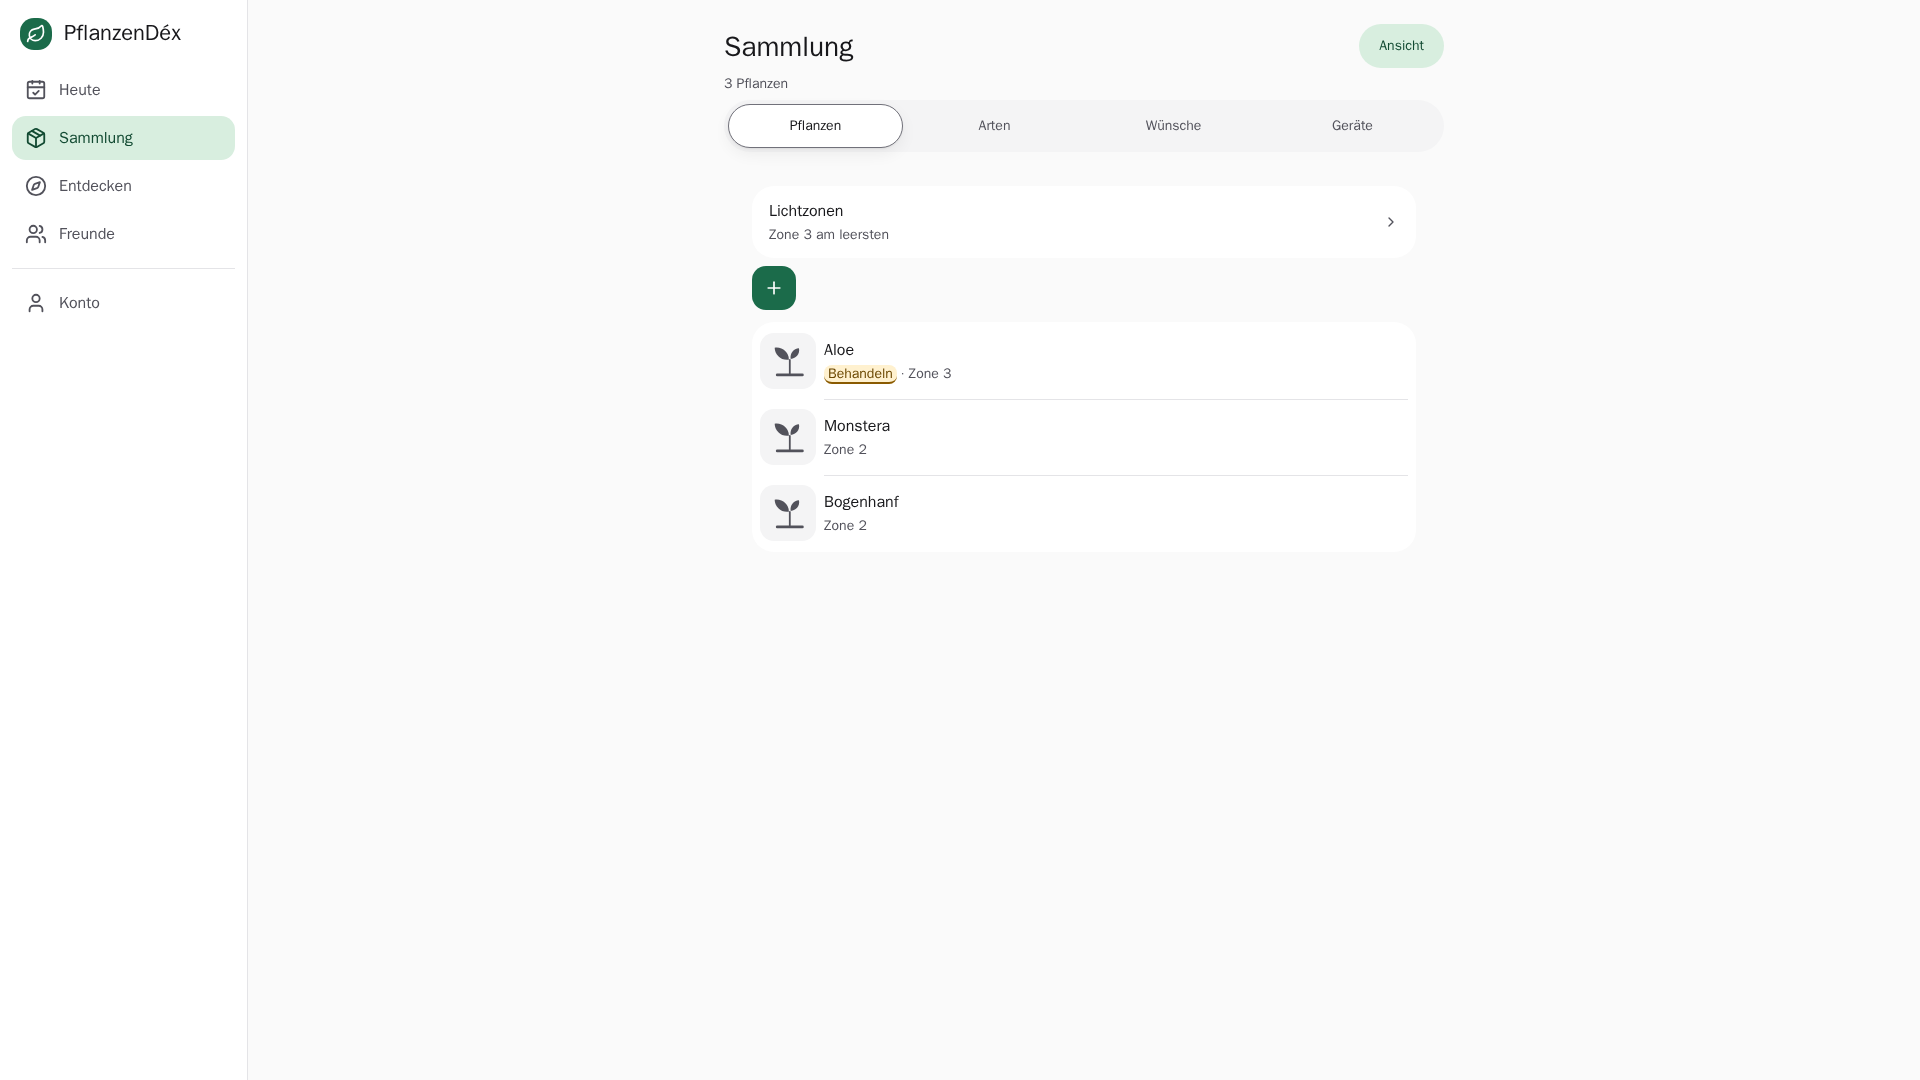 PflanzenDéx
Heute
Sammlung
Entdecken
Freunde
Konto
Sammlung
Ansicht
3 Pflanzen
Pflanzen
Arten
Wünsche
Geräte
Lichtzonen
Zone 3 am leersten
Aloe
Behandeln · Zone 3
Monstera
Zone 2
Bogenhanf
Zone 2